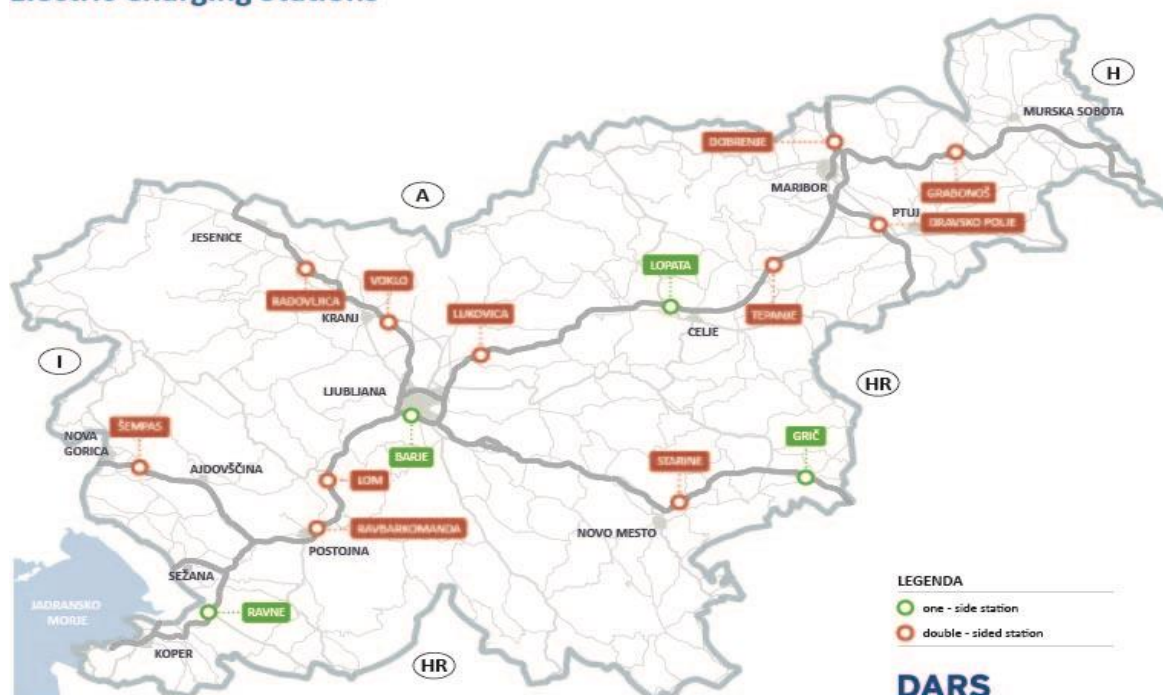 Electric Charging Stations
H
MURSKA SOBOTA
DOBRENJE
MARIBOR
GRABONOŠ
A
PTUJ
DRAVSKO POLJE
JESENICE
LOPATA
RADOVLJICA
VOKLO
LUKOVICA
KRANJ
CELJE
TEPANJE
I
HR
LJUBLJANA
ŠEMPAS
NOVA
GORICA
GRIČ
BARJE
STARINE
AJDOVŠČINA
LOM
RAVBARKOMANDA
NOVO MESTO
POSTOJNA
SEŽANA
LEGENDA
JADRANSKO
MORJE
RAVNE
one - side station
double - sided station
KOPER
HR
DARS